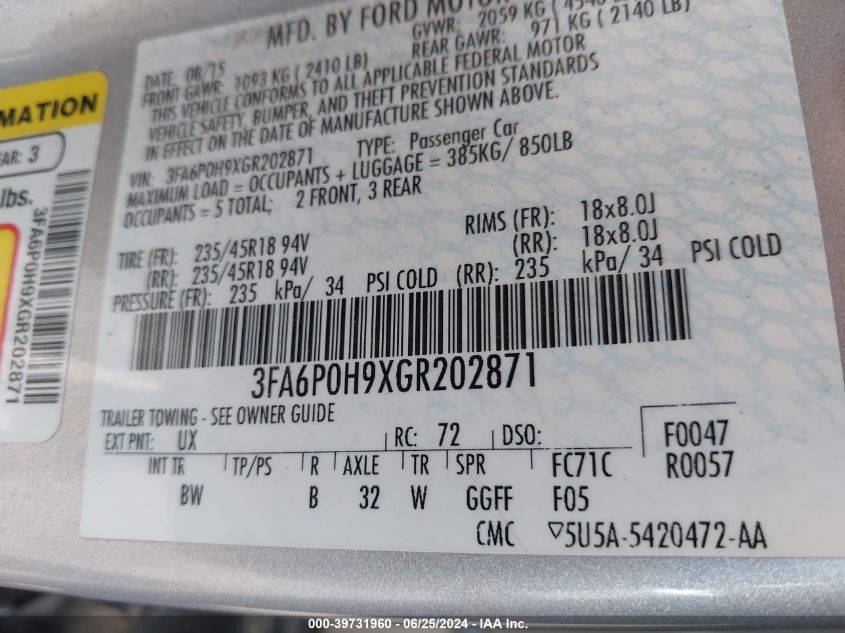 MFD. BY FORD MOTOR
GVWR: 2059 KG (
DATE: 08/15
REAR GAWR: 971 KG ( 2140 LB)
FRONT GAWR: 1093 KG ( 2410 LB)
THIS VEHICLE CONFORMS TO ALL APPLICABLE FEDERAL MOTOR
VEHICLE SAFETY, BUMPER, AND THEFT PREVENTION STANDARDS
IN EFFECT ON THE DATE OF MANUFACTURE SHOWN ABOVE.
VIN: 3FA6P0H9XGR202871 TYPE: Passenger Car
MAXIMUM LOAD = OCCUPANTS + LUGGAGE = 385KG/ 850LB
OCCUPANTS = 5 TOTAL; 2 FRONT, 3 REAR
TIRE (FR): 235/45R18 94V RIMS (FR): 18x8.0J
(RR): 235/45R18 94V (RR): 18x8.0J
PRESSURE (FR): 235 kPa/ 34 PSI COLD (RR): 235 kPa/ 34 PSI COLD
3FA6P0H9XGR202871
TRAILER TOWING - SEE OWNER GUIDE
EXT PNT: UX RC: 72 DSO: F0047
INT TR TP/PS R AXLE TR SPR FC71C R0057
BW B 32 W GGFF F05
CMC ▽5U5A-5420472-AA
MATION
AR: 3
lbs.
3FA6P0H9XGR202871
000-39731960 - 06/25/2024 - IAA Inc.